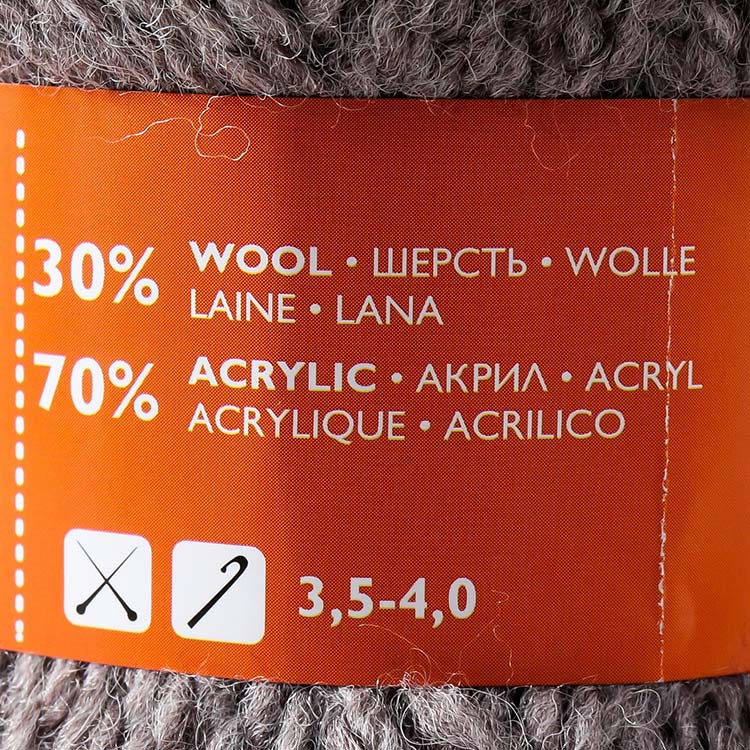 30% WOOL • ШЕРСТЬ • WOLLE
LAINE • LANA
70% ACRYLIC • АКРИЛ • ACRYL
ACRYLIQUE • ACRILICO
3,5-4,0